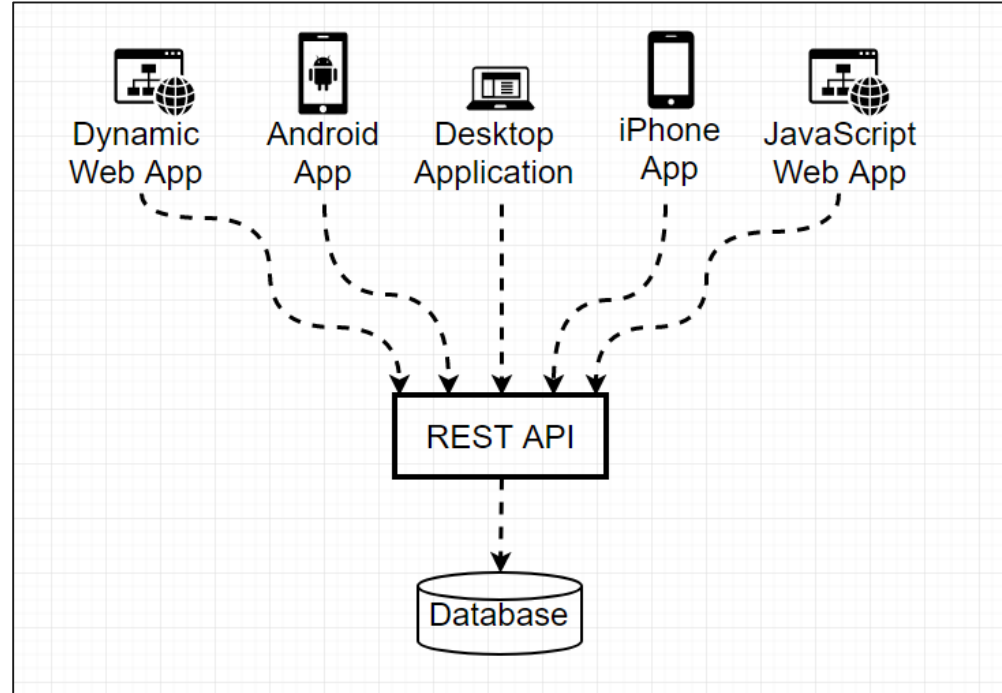 Dynamic
Web App
Android
App
Desktop
Application
iPhone
App
JavaScript
Web App
REST API
Database